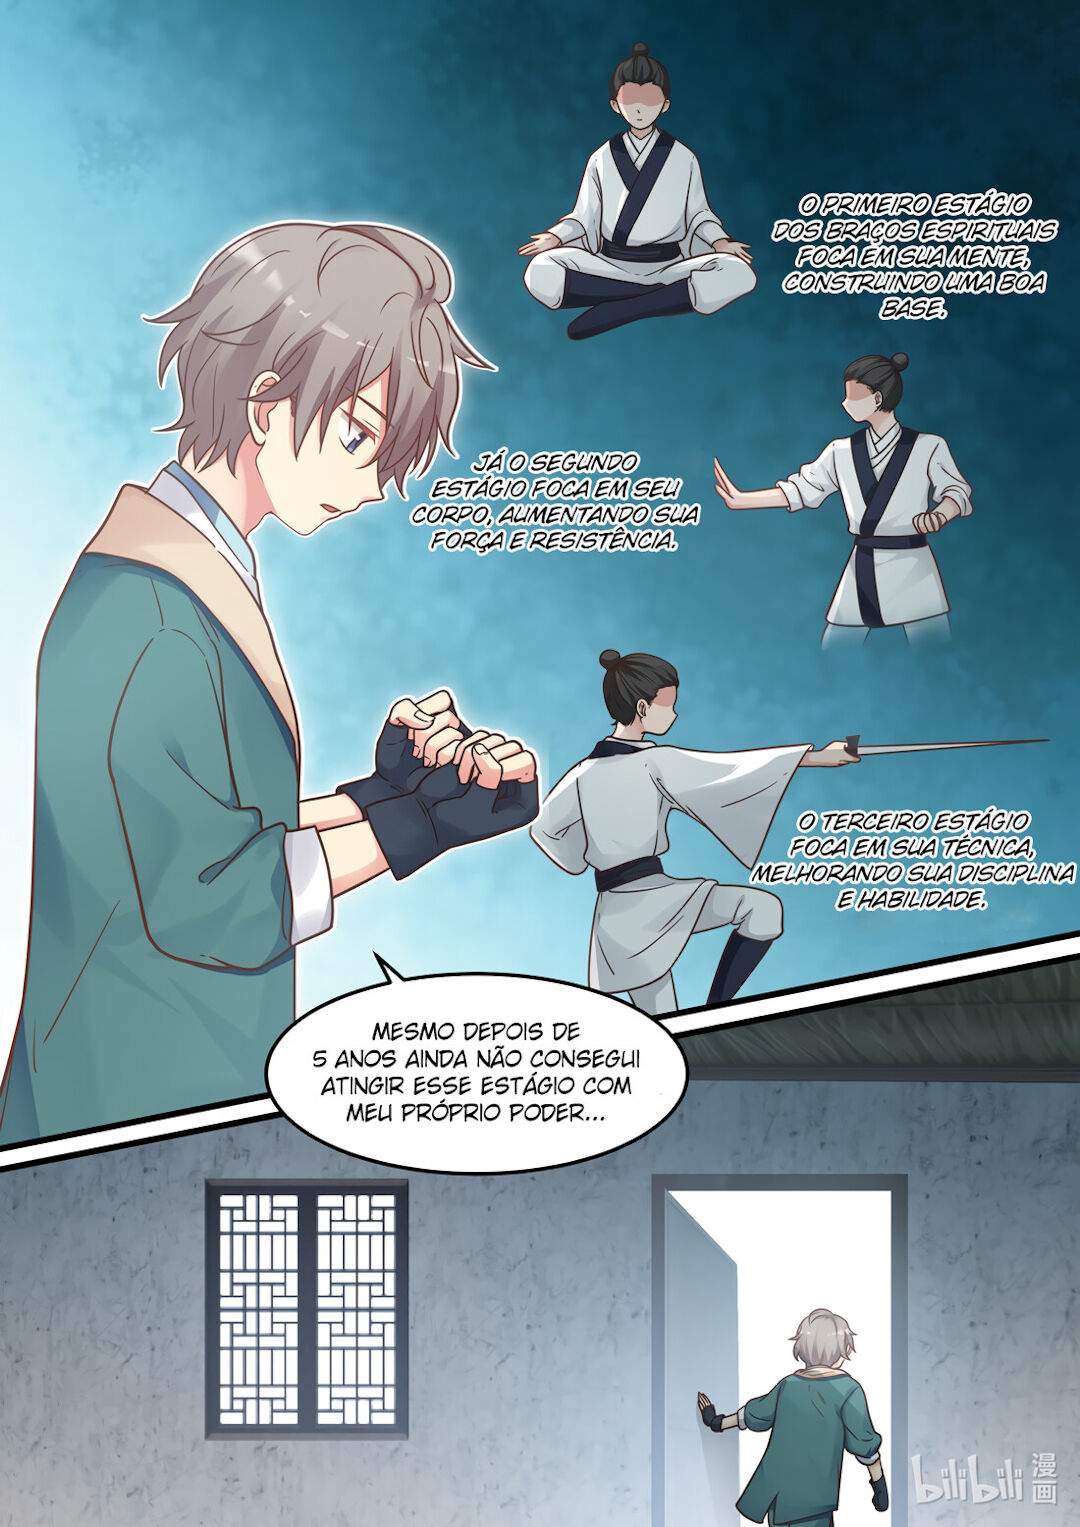 O PRIMEIRO ESTÁGIO
DOS BRAÇOS ESPIRITUAIS
FOCA EM SUA MENTE,
CONSTRUINDO UMA BOA
BASE.
JÁ O SEGUNDO
ESTÁGIO FOCA EM SEU
CORPO, AUMENTANDO SUA
FORÇA E RESISTÊNCIA.
O TERCEIRO ESTÁGIO
FOCA EM SUA TÉCNICA,
MELHORANDO SUA DISCIPLINA
E HABILIDADE.
MESMO DEPOIS DE
5 ANOS AINDA NÃO CONSEGUI
ATINGIR ESSE ESTÁGIO COM
MEU PRÓPRIO PODER...
bilibili 漫画